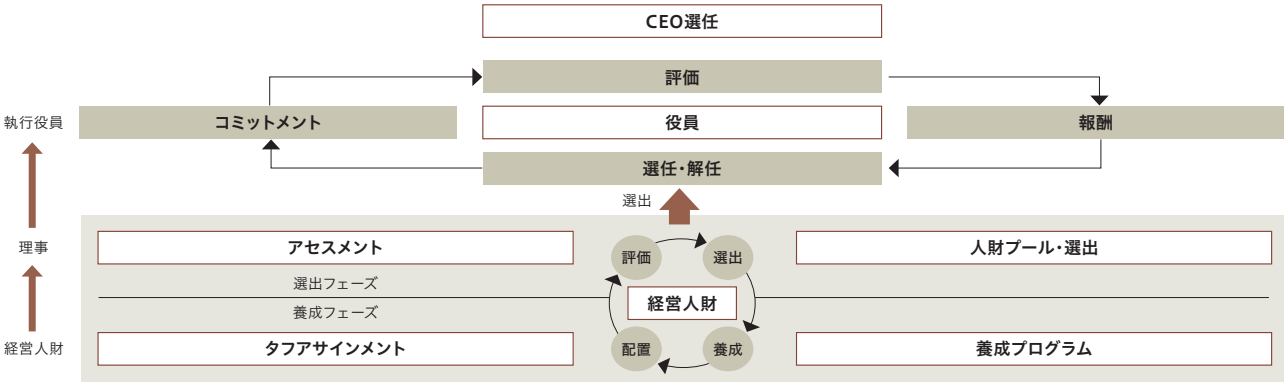 CEO選任
評価
執行役員
コミットメント
役員
報酬
選任・解任
選出
理事
アセスメント
評価
選出
人財プール・選出
選出フェーズ
経営人財
養成フェーズ
経営人財
タフアサインメント
配置
養成
養成プログラム